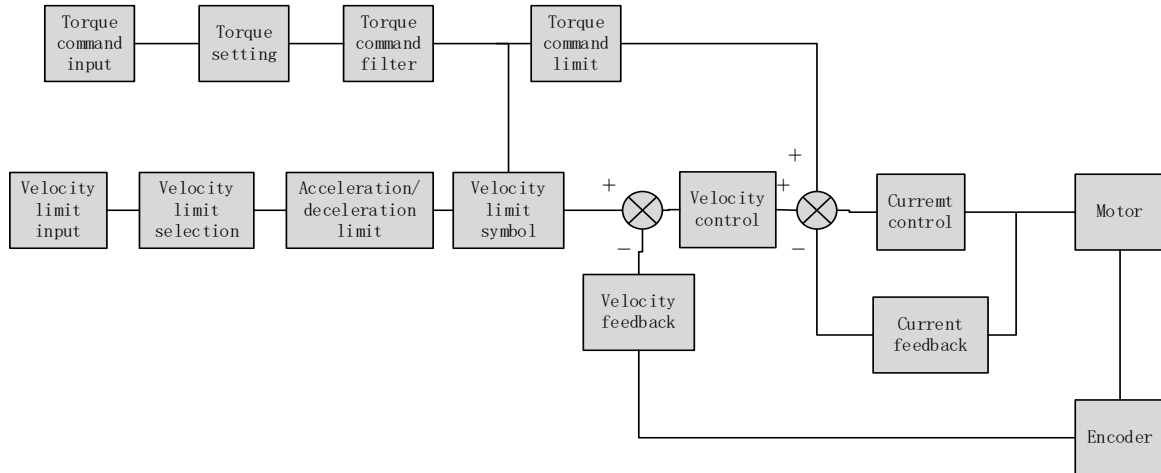 Torque
command
input
Torque
setting
Torque
command
filter
Torque
command
limit
Velocity
limit
input
Velocity
limit
selection
Acceleration/
deceleration
limit
Velocity
limit
symbol
+
−
Velocity
control
+
+
−
Curremt
control
Motor
Velocity
feedback
Current
feedback
Encoder